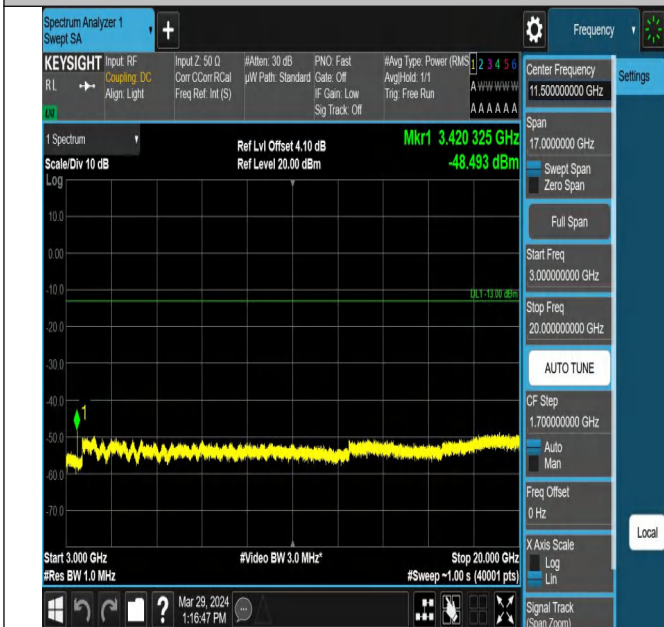 Spectrum Analyzer 1
Swept SA
Frequency
KEYSIGHT
RL
LXI
Input: RF
Coupling: DC
Align: Light
Input Z: 50 Ω
Corr CCorr RCal
Freq Ref: Int (S)
#Atten: 30 dB
µW Path: Standard
PNO: Fast
Gate: Off
IF Gain: Low
Sig Track: Off
#Avg Type: Power (RMS
Avg|Hold: 1/1
Trig: Free Run
1 2 3 4 5 6
A W W W W W
A A A A A A
Settings
Center Frequency
11.500000000 GHz
Span
17.0000000 GHz
Swept Span
Zero Span
Full Span
Start Freq
3.000000000 GHz
Stop Freq
20.000000000 GHz
AUTO TUNE
CF Step
1.700000000 GHz
Auto
Man
Freq Offset
0 Hz
X Axis Scale
Log
Lin
Signal Track
(Span Zoom)
Local
1 Spectrum
Scale/Div 10 dB
Log
Ref Lvl Offset 4.10 dB
Ref Level 20.00 dBm
Mkr1 3.420 325 GHz
-48.493 dBm
10.0
0.00
-10.0
DL1 -13.00 dBm
-20.0
-30.0
-40.0
1
-50.0
-60.0
-70.0
Start 3.000 GHz
#Video BW 3.0 MHz*
Stop 20.000 GHz
#Res BW 1.0 MHz
#Sweep ~1.00 s (40001 pts)
Mar 29, 2024
1:16:47 PM